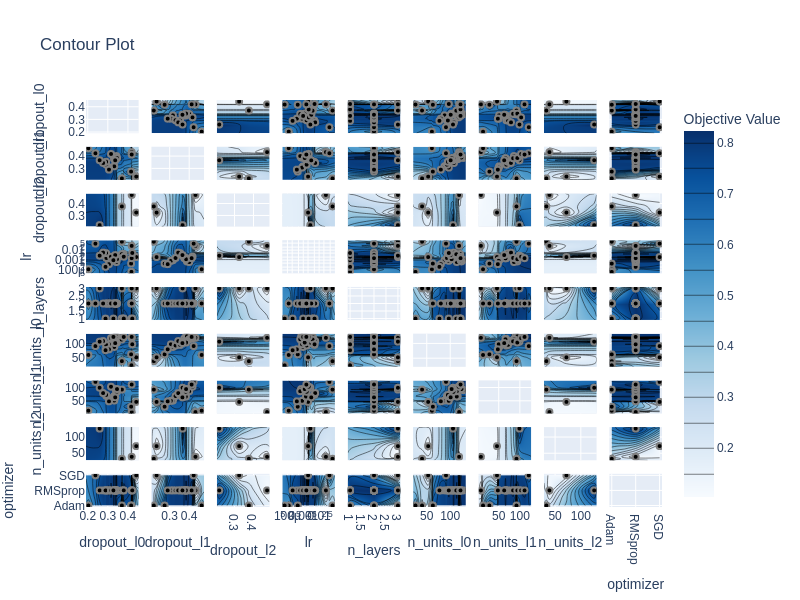 Contour Plot
Objective Value
0.8
0.7
0.6
0.5
0.4
0.3
0.2
dropout_l0
0.4
0.3
0.2
0.4
0.3
dropout_l2
0.4
0.3
lr
0.01
0.001
n_layers
3
2.5
2
1.5
1
n_units_l0
100
50
n_units_l1
100
50
n_units_l2
100
50
optimizer
SGD
RMSprop
Adam
0.2 0.3 0.4
0.3 0.4
0.3 0.4
1 1.5 2 2.5 3
50 100
50 100
50 100
Adam RMSprop SGD
dropout_l0 dropout_l1 dropout_l2 lr n_layers n_units_l0 n_units_l1 n_units_l2 optimizer